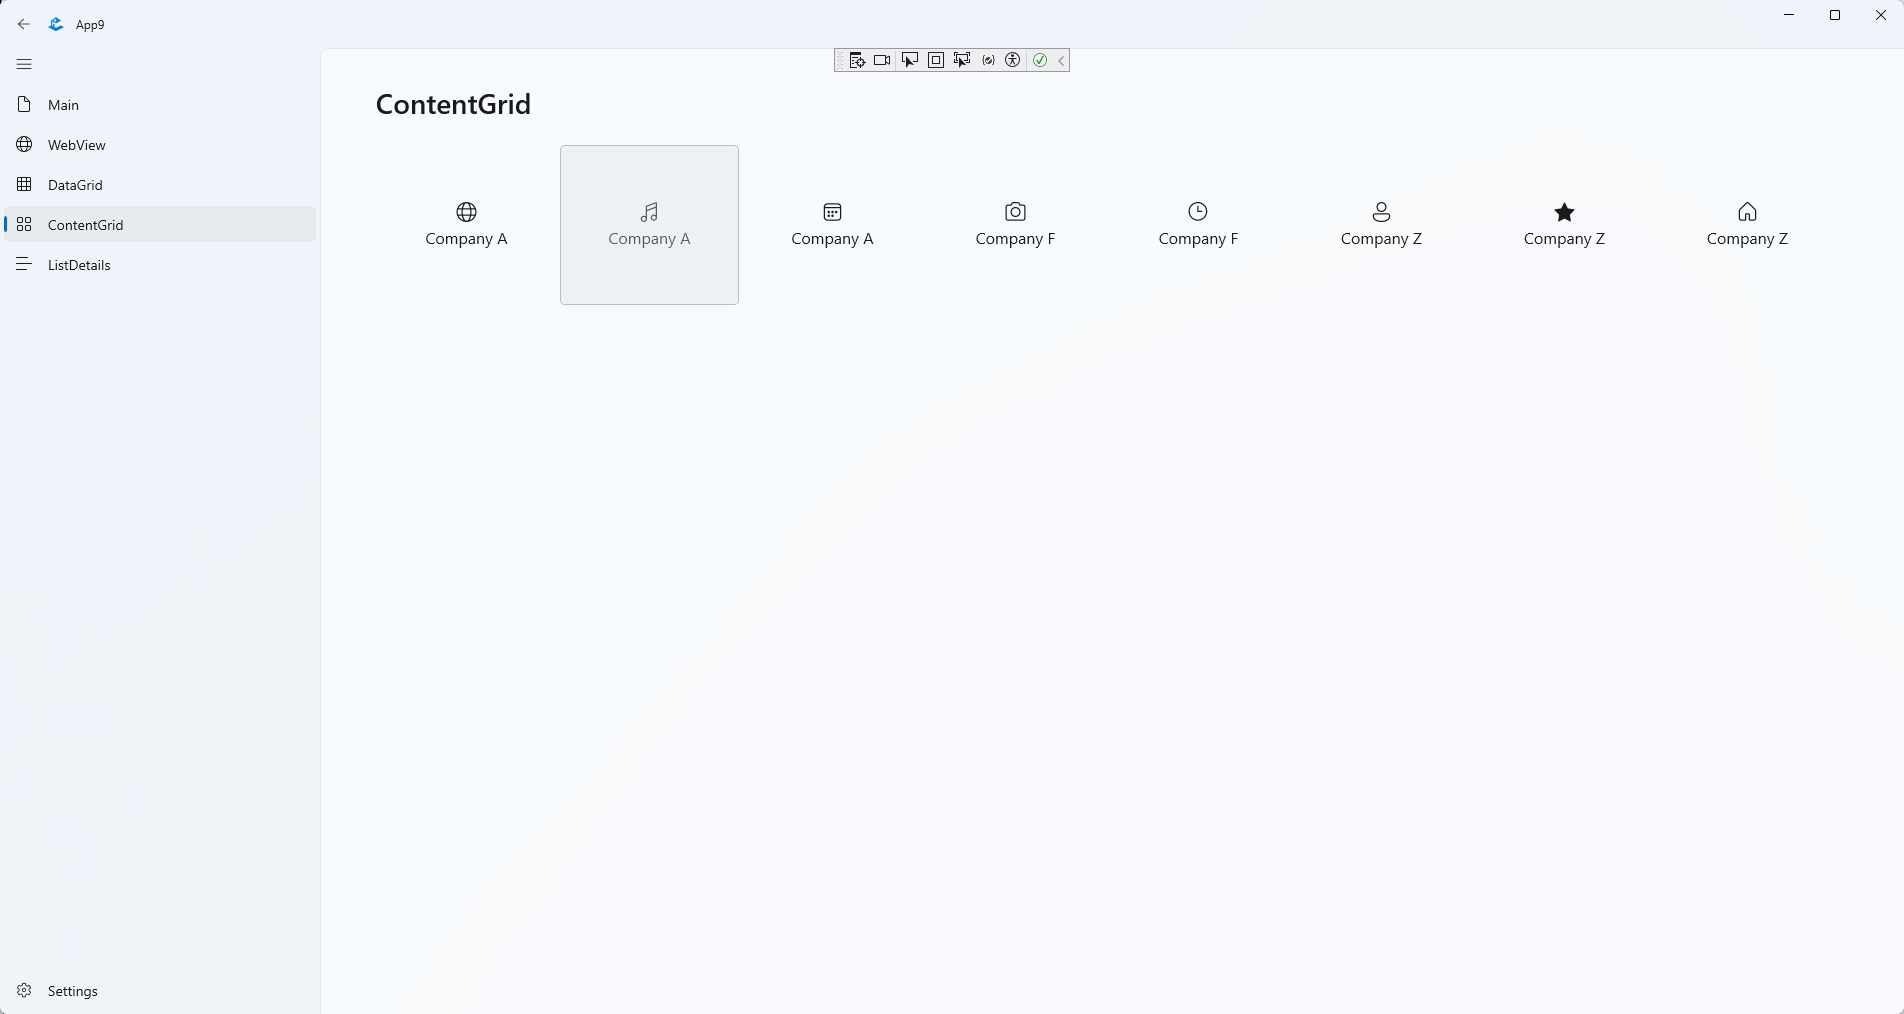 App9
Main
WebView
DataGrid
ContentGrid
ListDetails
Settings
ContentGrid
Company A
Company A
Company A
Company F
Company F
Company Z
Company Z
Company Z